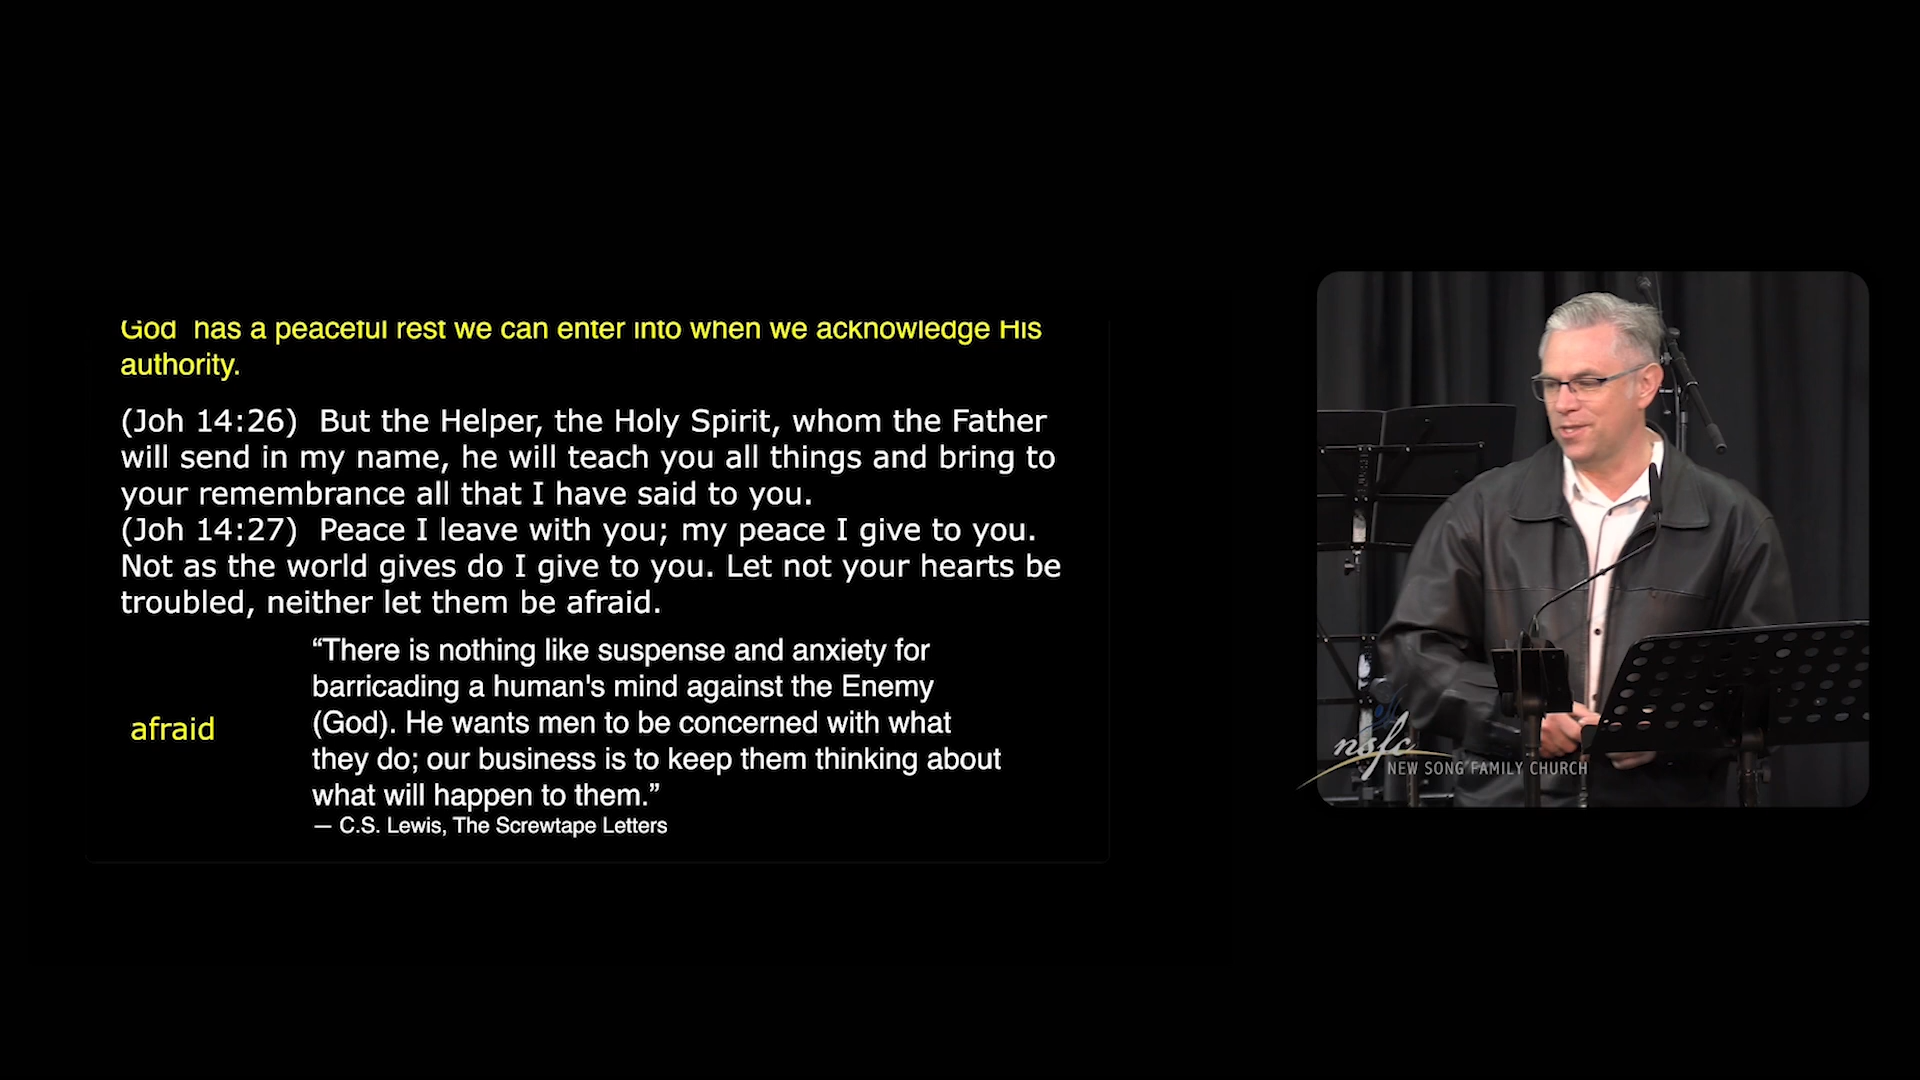 God has a peaceful rest we can enter into when we acknowledge His
authority.
(Joh 14:26) But the Helper, the Holy Spirit, whom the Father
will send in my name, he will teach you all things and bring to
your remembrance all that I have said to you.
(Joh 14:27) Peace I leave with you; my peace I give to you.
Not as the world gives do I give to you. Let not your hearts be
troubled, neither let them be afraid.
afraid
“There is nothing like suspense and anxiety for
barricading a human's mind against the Enemy
(God). He wants men to be concerned with what
they do; our business is to keep them thinking about
what will happen to them.”
— C.S. Lewis, The Screwtape Letters
nsfc
NEW SONG FAMILY CHURCH